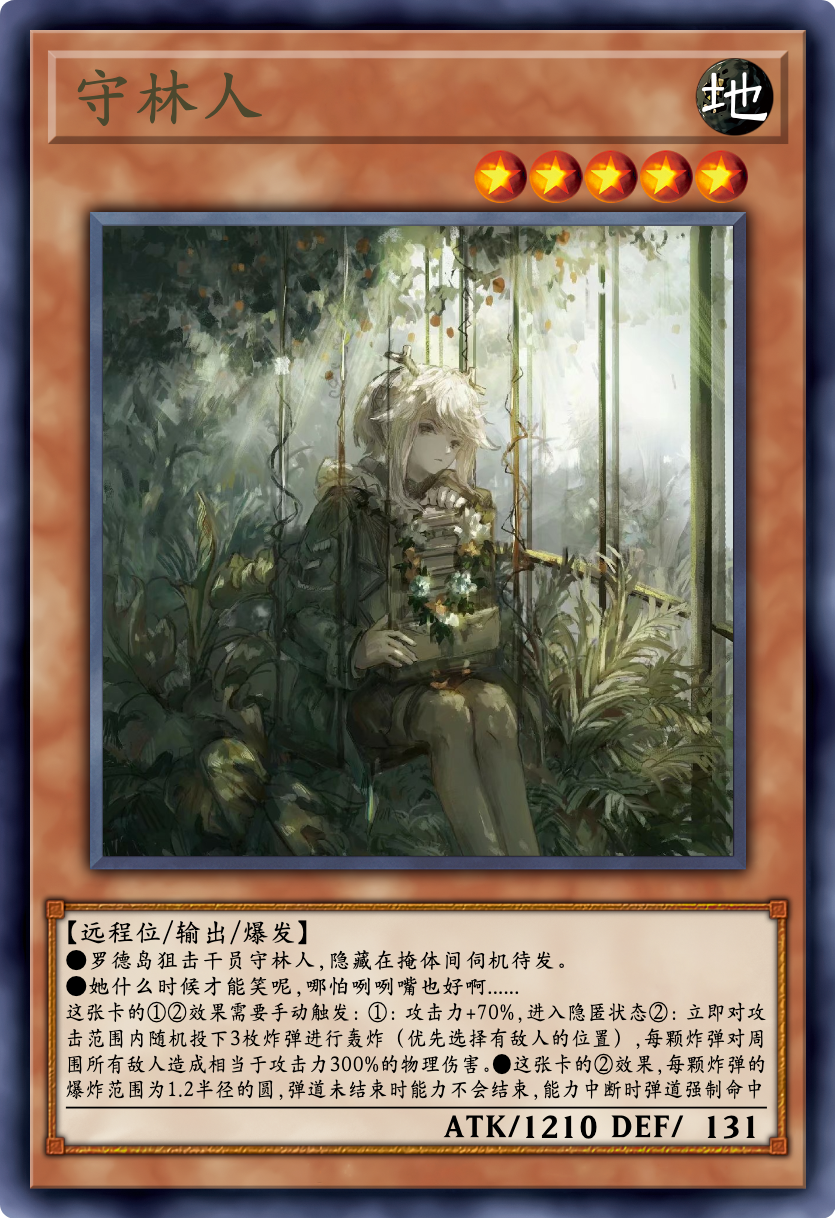 守林人
地
【远程位/输出/爆发】
●罗德岛狙击干员守林人,隐藏在掩体间伺机待发。
●她什么时候才能笑呢,哪怕咧咧嘴也好啊......
这张卡的①②效果需要手动触发: ①: 攻击力+70%,进入隐匿状态②: 立即对攻
击范围内随机投下3枚炸弹进行轰炸（优先选择有敌人的位置）,每颗炸弹对周
围所有敌人造成相当于攻击力300%的物理伤害。●这张卡的②效果,每颗炸弹的
爆炸范围为1.2半径的圆,弹道未结束时能力不会结束,能力中断时弹道强制命中
ATK/1210 DEF/ 131